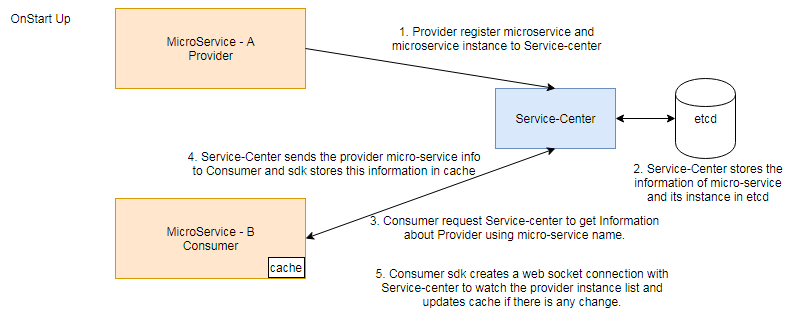 OnStart Up
MicroService - A
Provider
1. Provider register microservice and
microservice instance to Service-center
Service-Center
etcd
2. Service-Center stores the
information of micro-service
and its instance in etcd
4. Service-Center sends the provider micro-service info
to Consumer and sdk stores this information in cache
MicroService - B
Consumer
cache
3. Consumer request Service-center to get Information
about Provider using micro-service name.
5. Consumer sdk creates a web socket connection with
Service-center to watch the provider instance list and
updates cache if there is any change.